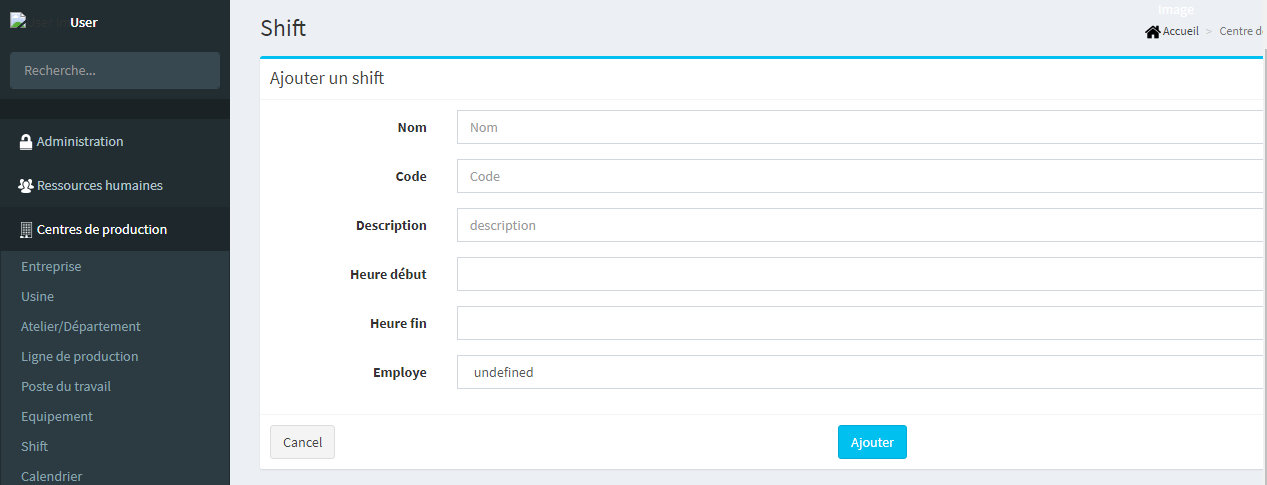 User
Recherche...
Administration
Ressources humaines
Centres de production
Entreprise
Usine
Atelier/Département
Ligne de production
Poste du travail
Equipement
Shift
Calendrier
Image
Shift
Accueil > Centre d
Ajouter un shift
Nom Nom
Code Code
Description description
Heure début
Heure fin
Employe undefined
Cancel Ajouter